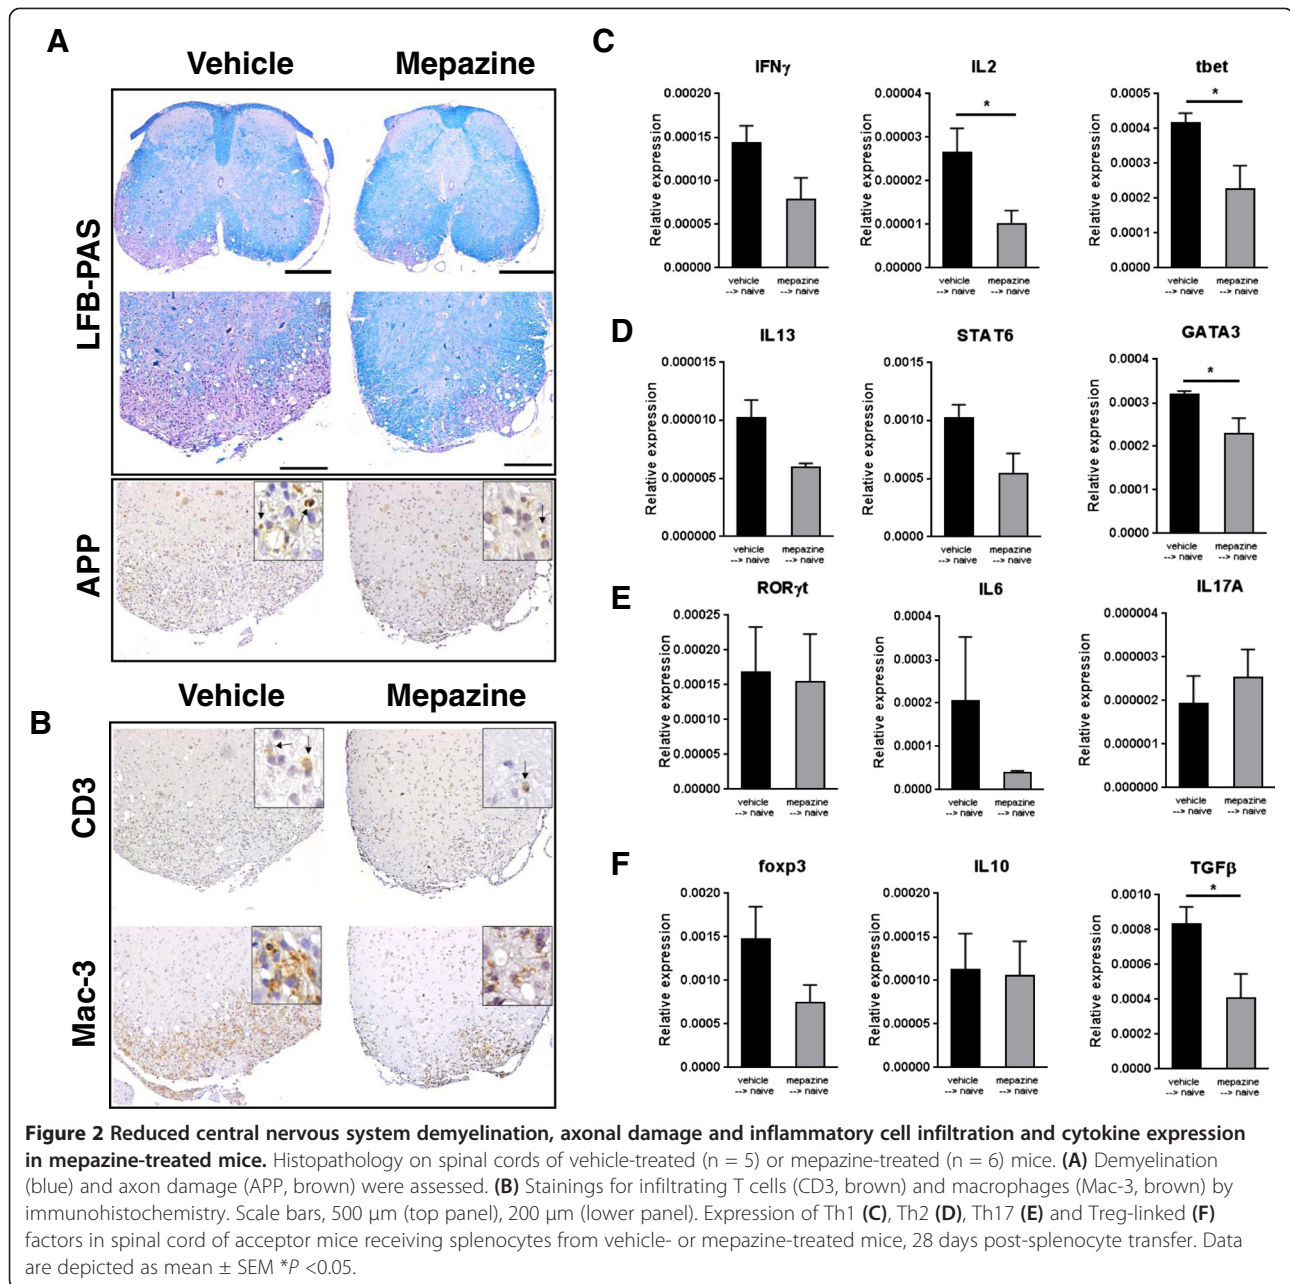 A
Vehicle Mepazine
LFB-PAS
APP
B
Vehicle Mepazine
CD3
Mac-3
C
IFNγ
Relative expression
0.00020
0.00015
0.00010
0.00005
0.00000
vehicle --> naive
mepazine --> naive
IL2
*
Relative expression
0.00004
0.00003
0.00002
0.00001
0.00000
vehicle --> naive
mepazine --> naive
tbet
*
Relative expression
0.0005
0.0004
0.0003
0.0002
0.0001
0.0000
vehicle --> naive
mepazine --> naive
D
IL13
Relative expression
0.000015
0.000010
0.000005
0.000000
vehicle --> naive
mepazine --> naive
STAT6
Relative expression
0.0015
0.0010
0.0005
0.0000
vehicle --> naive
mepazine --> naive
GATA3
*
Relative expression
0.0004
0.0003
0.0002
0.0001
0.0000
vehicle --> naive
mepazine --> naive
E
RORγt
Relative expression
0.00025
0.00020
0.00015
0.00010
0.00005
0.00000
vehicle --> naive
mepazine --> naive
IL6
Relative expression
0.0004
0.0003
0.0002
0.0001
0.0000
vehicle --> naive
mepazine --> naive
IL17A
Relative expression
0.000004
0.000003
0.000002
0.000001
0.000000
vehicle --> naive
mepazine --> naive
F
foxp3
Relative expression
0.0020
0.0015
0.0010
0.0005
0.0000
vehicle --> naive
mepazine --> naive
IL10
Relative expression
0.00020
0.00015
0.00010
0.00005
0.00000
vehicle --> naive
mepazine --> naive
TGFβ
*
Relative expression
0.0010
0.0008
0.0006
0.0004
0.0002
0.0000
vehicle --> naive
mepazine --> naive
Figure 2 Reduced central nervous system demyelination, axonal damage and inflammatory cell infiltration and cytokine expression
in mepazine-treated mice. Histopathology on spinal cords of vehicle-treated (n = 5) or mepazine-treated (n = 6) mice. (A) Demyelination
(blue) and axon damage (APP, brown) were assessed. (B) Stainings for infiltrating T cells (CD3, brown) and macrophages (Mac-3, brown) by
immunohistochemistry. Scale bars, 500 μm (top panel), 200 μm (lower panel). Expression of Th1 (C), Th2 (D), Th17 (E) and Treg-linked (F)
factors in spinal cord of acceptor mice receiving splenocytes from vehicle- or mepazine-treated mice, 28 days post-splenocyte transfer. Data
are depicted as mean ± SEM *P <0.05.